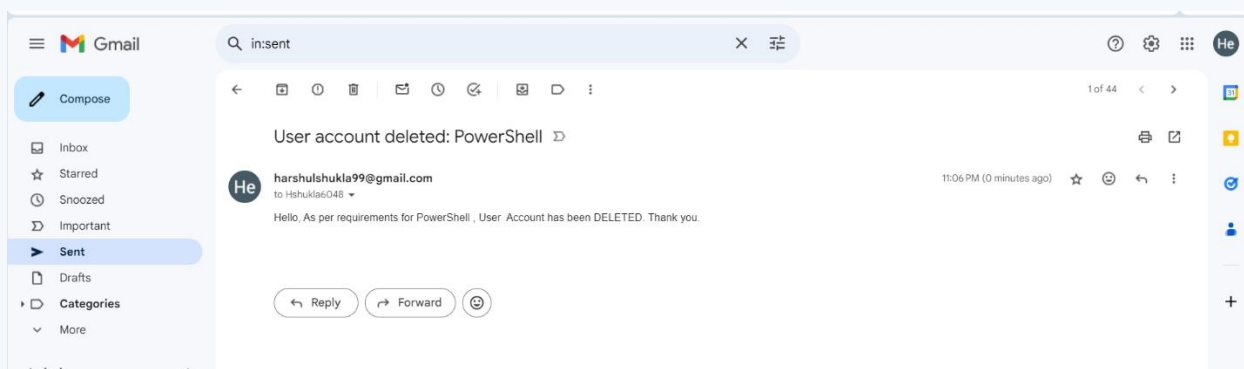 Gmail
in:sent
He
Compose
1 of 44
31
Inbox
User account deleted: PowerShell
Starred
He
harshulshukla99@gmail.com
11:06 PM (0 minutes ago)
Snoozed
to Hshukla6048
Important
Hello, As per requirements for PowerShell , User Account has been DELETED. Thank you.
Sent
Drafts
Categories
Reply
Forward
More